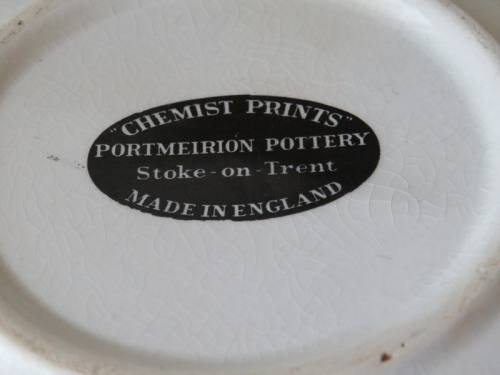 "CHEMIST PRINTS"
PORTMEIRION POTTERY
Stoke-on-Trent
MADE IN ENGLAND